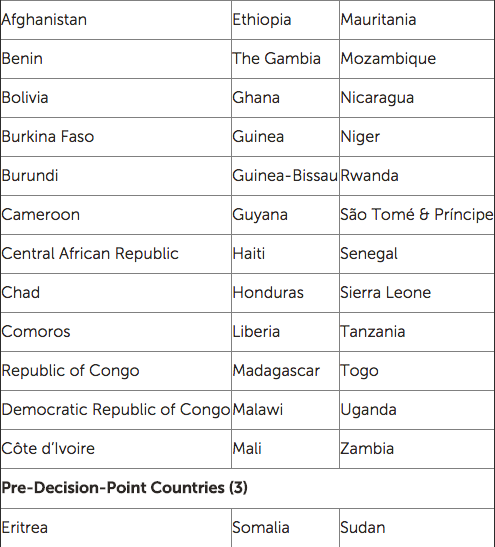 Afghanistan Ethiopia Mauritania
Benin The Gambia Mozambique
Bolivia Ghana Nicaragua
Burkina Faso Guinea Niger
Burundi Guinea-Bissau Rwanda
Cameroon Guyana São Tomé & Príncipe
Central African Republic Haiti Senegal
Chad Honduras Sierra Leone
Comoros Liberia Tanzania
Republic of Congo Madagascar Togo
Democratic Republic of Congo Malawi Uganda
Côte d’Ivoire Mali Zambia
Pre-Decision-Point Countries (3)
Eritrea Somalia Sudan